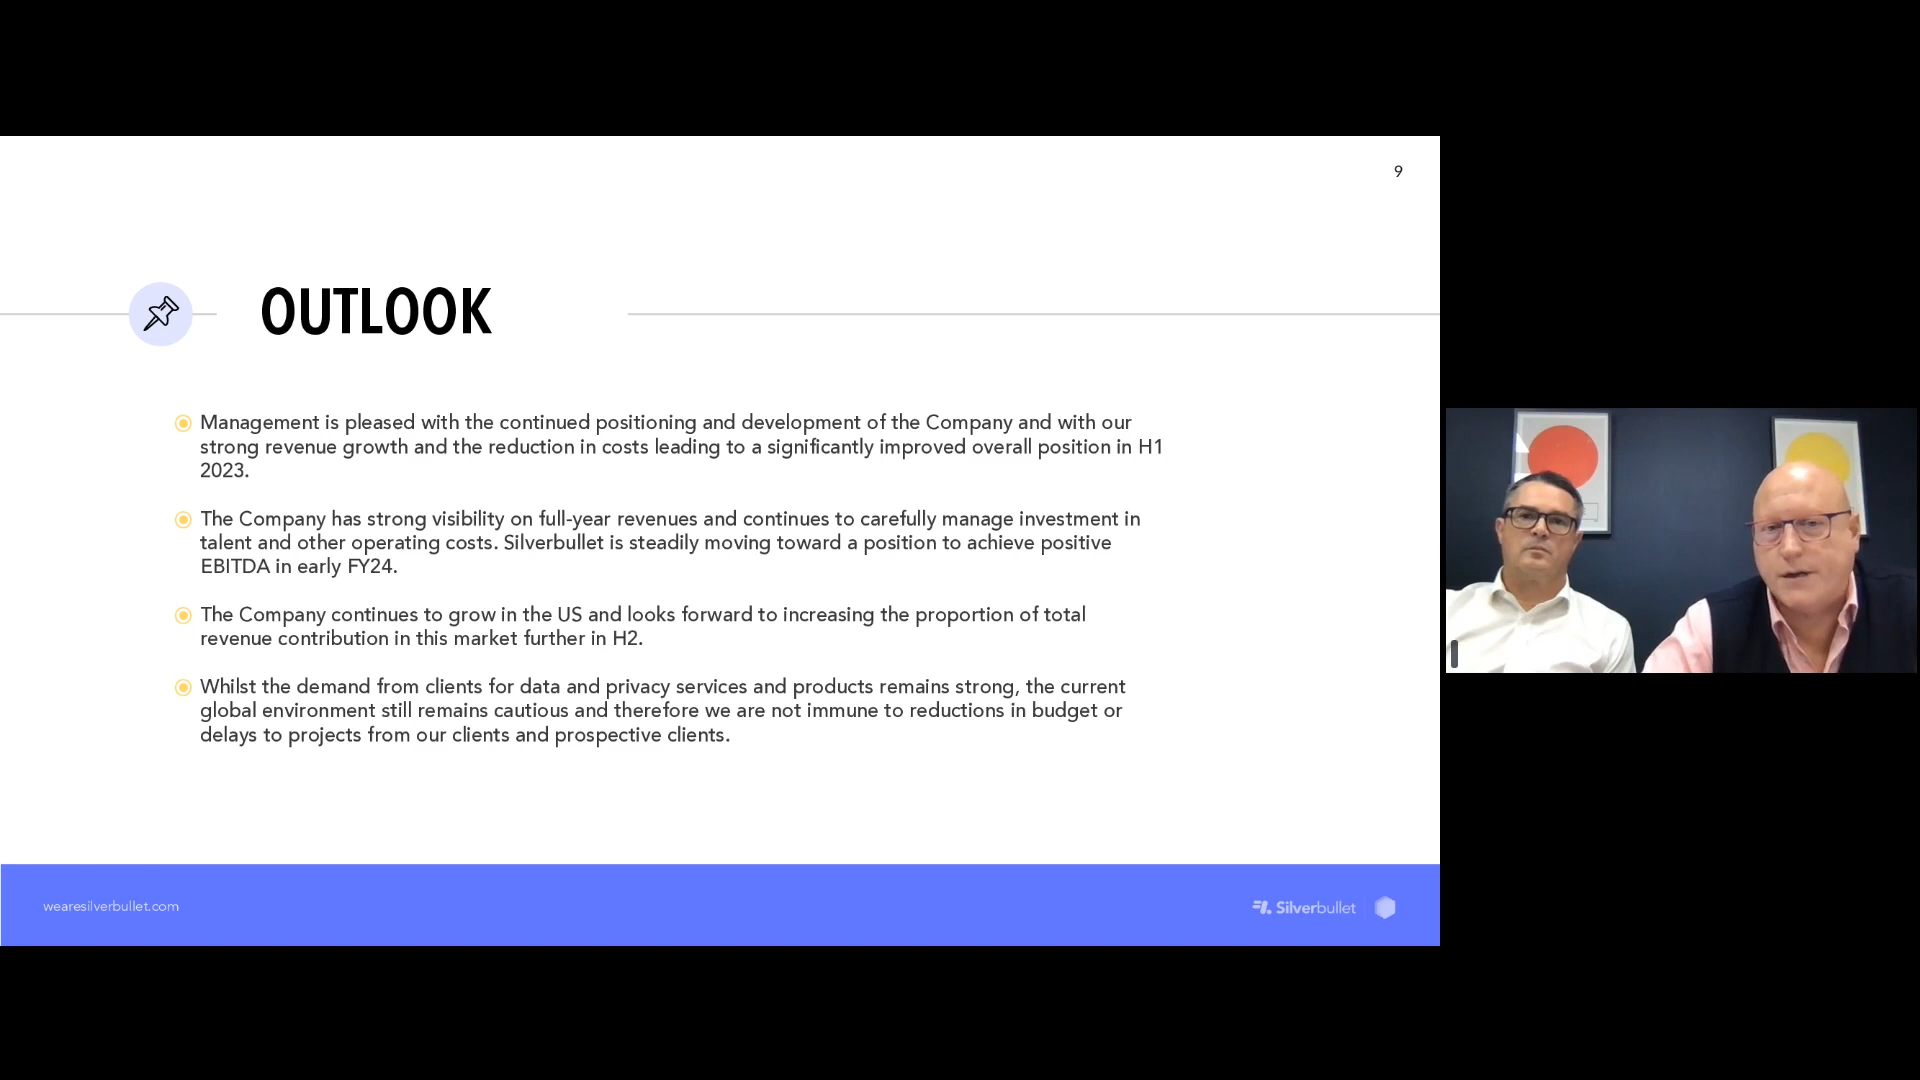 9
OUTLOOK
Management is pleased with the continued positioning and development of the Company and with our
strong revenue growth and the reduction in costs leading to a significantly improved overall position in H1
2023.
The Company has strong visibility on full-year revenues and continues to carefully manage investment in
talent and other operating costs. Silverbullet is steadily moving toward a position to achieve positive
EBITDA in early FY24.
The Company continues to grow in the US and looks forward to increasing the proportion of total
revenue contribution in this market further in H2.
Whilst the demand from clients for data and privacy services and products remains strong, the current
global environment still remains cautious and therefore we are not immune to reductions in budget or
delays to projects from our clients and prospective clients.
wearesilverbullet.com
Silverbullet